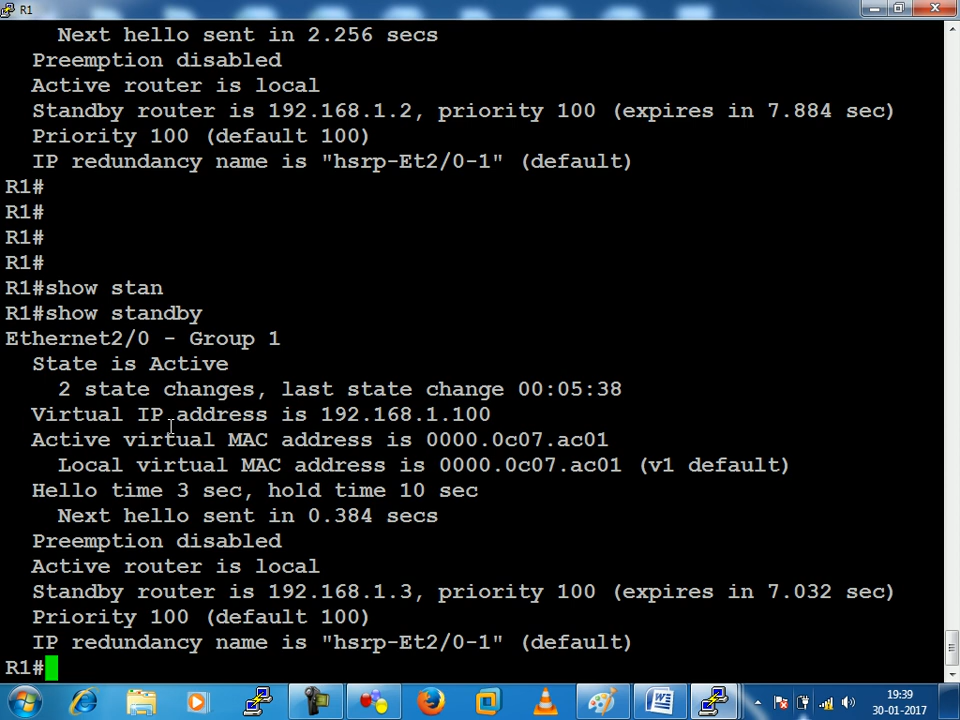 R1
Next hello sent in 2.256 secs
Preemption disabled
Active router is local
Standby router is 192.168.1.2, priority 100 (expires in 7.884 sec)
Priority 100 (default 100)
IP redundancy name is "hsrp-Et2/0-1" (default)
R1#
R1#
R1#
R1#
R1#show stan
R1#show standby
Ethernet2/0 - Group 1
State is Active
2 state changes, last state change 00:05:38
Virtual IP address is 192.168.1.100
Active virtual MAC address is 0000.0c07.ac01
Local virtual MAC address is 0000.0c07.ac01 (v1 default)
Hello time 3 sec, hold time 10 sec
Next hello sent in 0.384 secs
Preemption disabled
Active router is local
Standby router is 192.168.1.3, priority 100 (expires in 7.032 sec)
Priority 100 (default 100)
IP redundancy name is "hsrp-Et2/0-1" (default)
R1#
19:39
30-01-2017